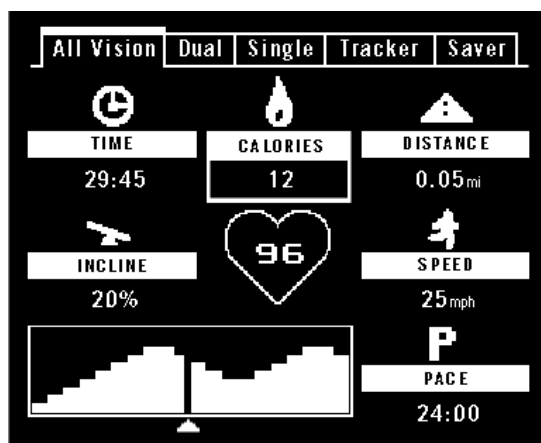 All Vision Dual Single Tracker Saver
TIME CALORIES DISTANCE
29:45 12 0.05mi
96
INCLINE SPEED
20% 25mph
P
PACE
24:00